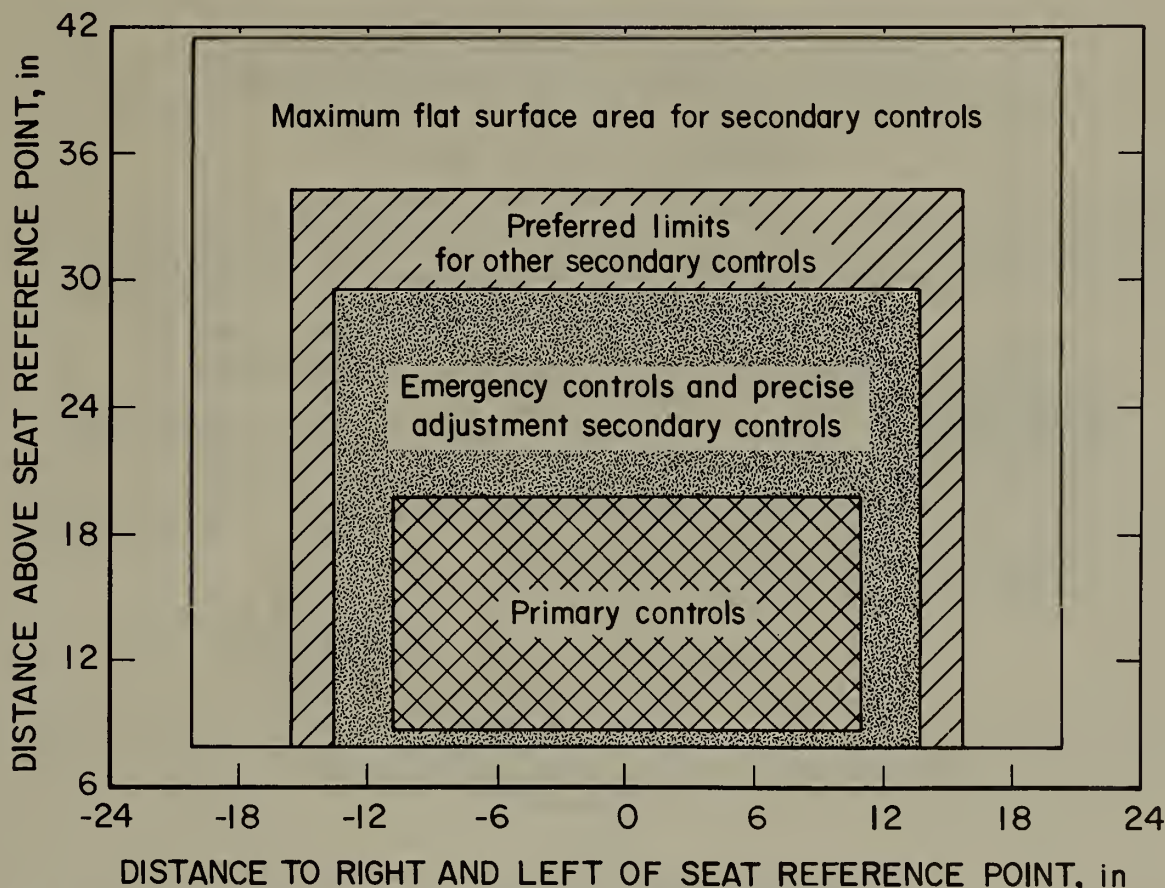 DISTANCE ABOVE SEAT REFERENCE POINT, in
42
36
30
24
18
12
6
Maximum flat surface area for secondary controls
Preferred limits
for other secondary controls
Emergency controls and precise
adjustment secondary controls
Primary controls
-24 -18 -12 -6 0 6 12 18 24
DISTANCE TO RIGHT AND LEFT OF SEAT REFERENCE POINT, in